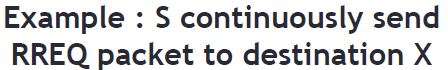 Example : S continuously send
RREQ packet to destination X